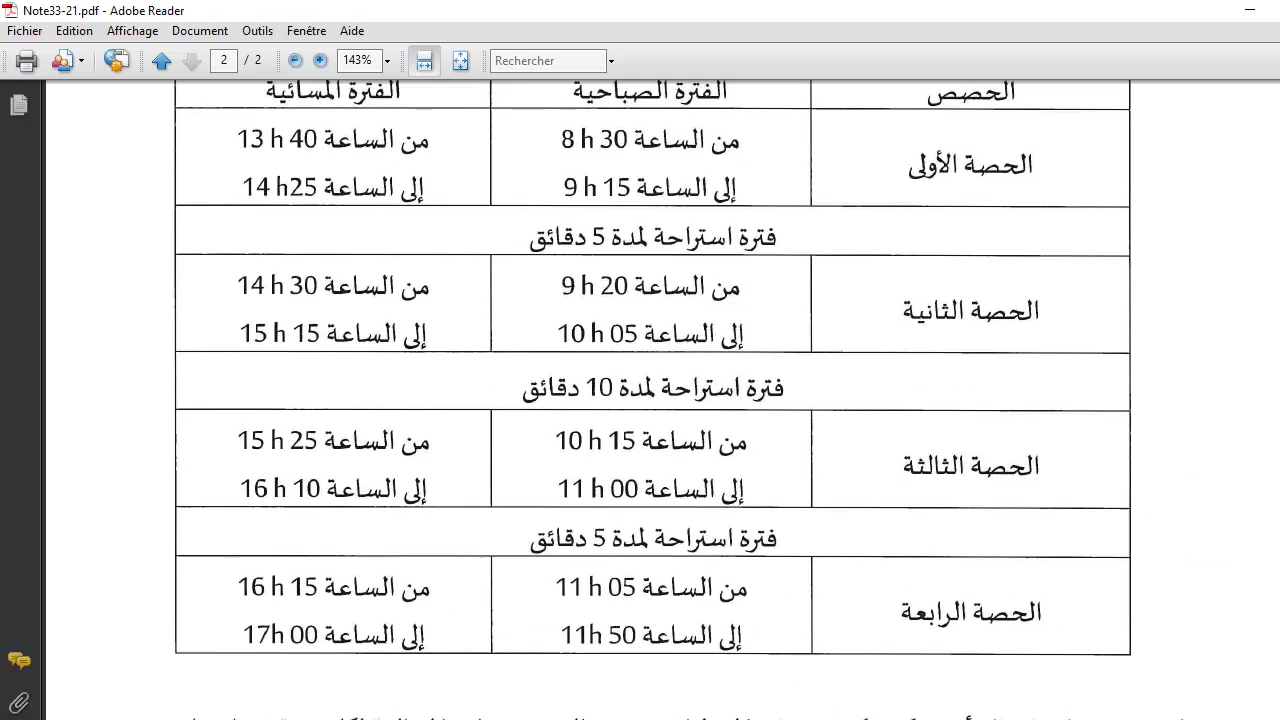 Note33-21.pdf - Adobe Reader
Fichier Edition Affichage Document Outils Fenêtre Aide
2 / 2 143% Rechercher
الحصص الفترة الصباحية الفترة المسائية
من الساعة 8 h 30 من الساعة 13 h 40
الحصة الأولى
إلى الساعة 9 h 15 إلى الساعة 14 h25
فترة استراحة لمدة 5 دقائق
من الساعة 9 h 20 من الساعة 14 h 30
الحصة الثانية
إلى الساعة 10 h 05 إلى الساعة 15 h 15
فترة استراحة لمدة 10 دقائق
من الساعة 10 h 15 من الساعة 15 h 25
الحصة الثالثة
إلى الساعة 11 h 00 إلى الساعة 16 h 10
فترة استراحة لمدة 5 دقائق
من الساعة 11 h 05 من الساعة 16 h 15
الحصة الرابعة
إلى الساعة 11h 50 إلى الساعة 17h 00